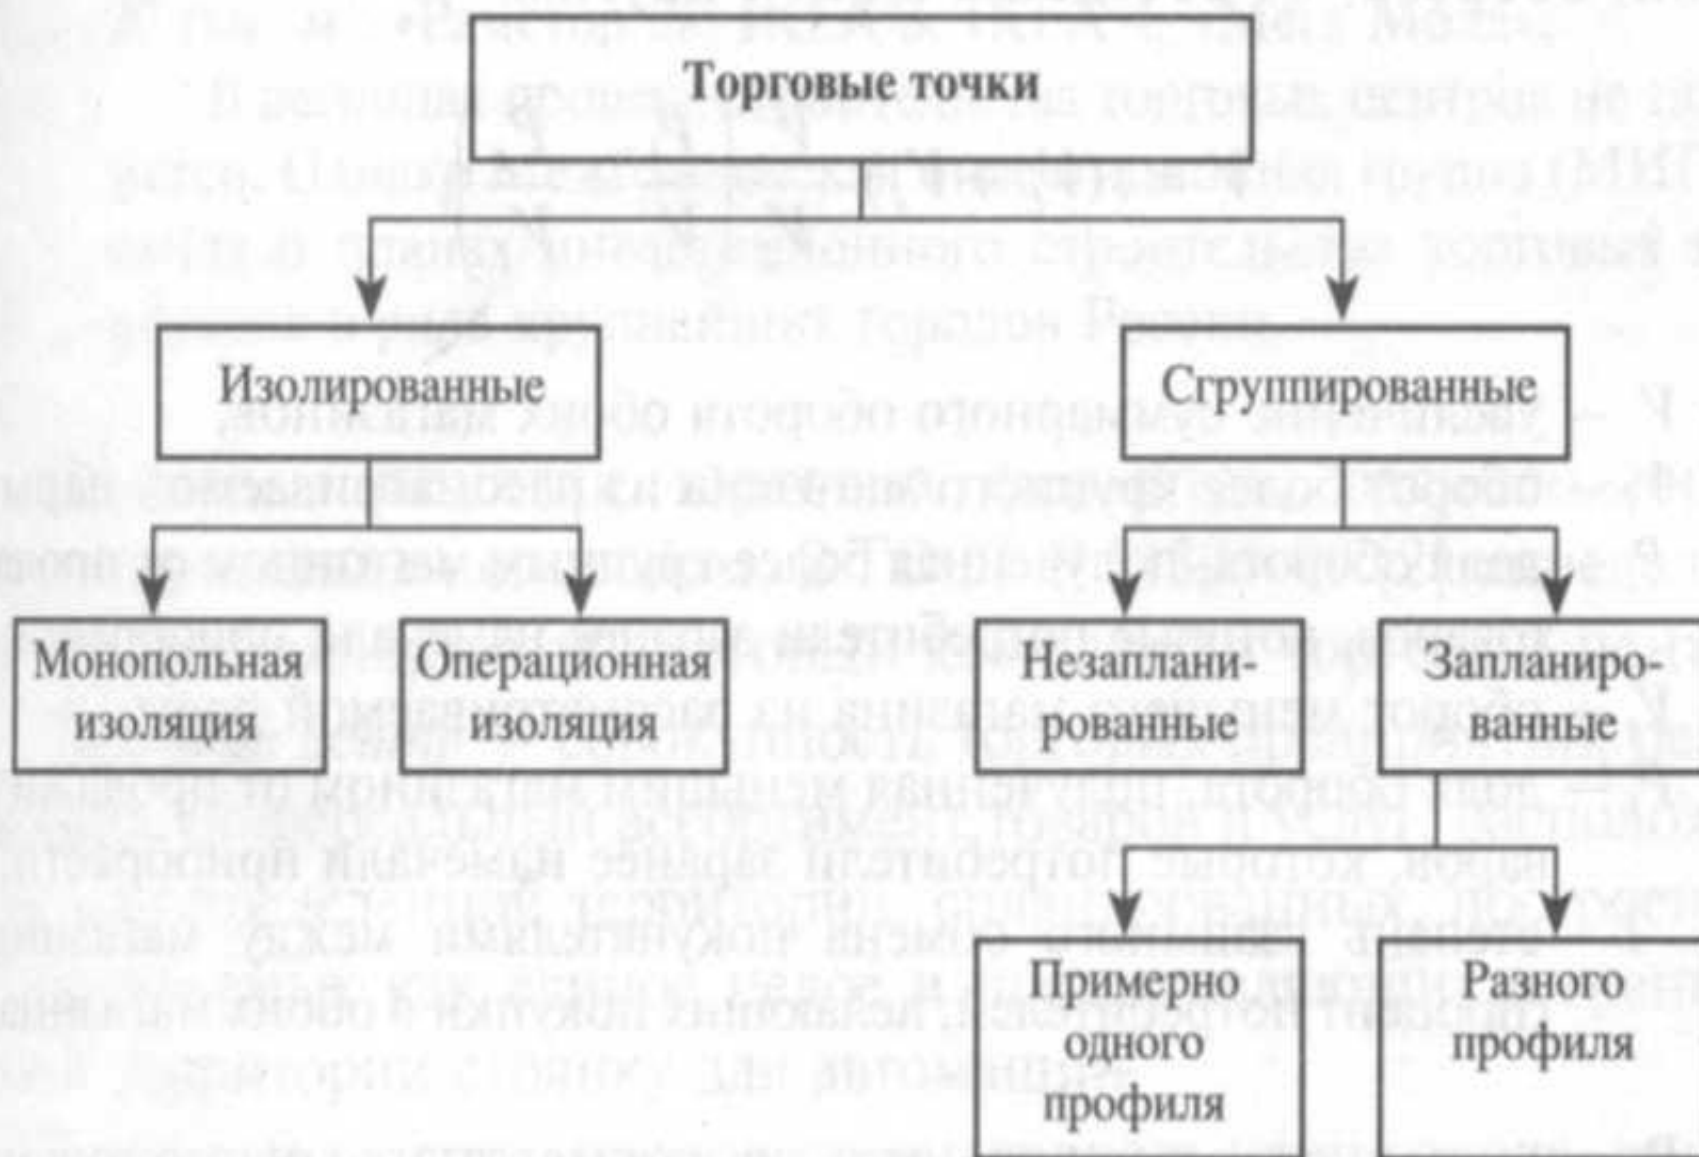 Торговые точки
Изолированные
Сгруппированные
Монопольная
изоляция
Операционная
изоляция
Незаплани-
рованные
Запланиро-
ванные
Примерно
одного
профиля
Разного
профиля